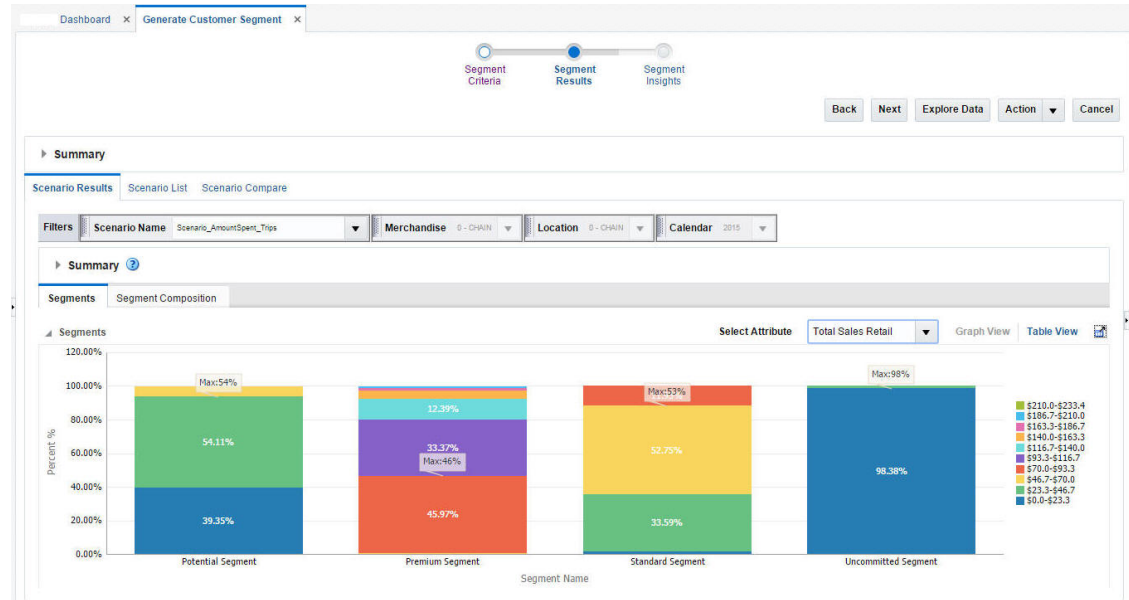 Dashboard × Generate Customer Segment ×
Segment Criteria
Segment Results
Segment Insights
Back Next Explore Data Action Cancel
Summary
Scenario Results Scenario List Scenario Compare
Filters Scenario Name Scenario_AmountSpent_Trips Merchandise 0 - CHAIN Location 0 - CHAIN Calendar 2015
Summary ?
Segments Segment Composition
Segments Select Attribute Total Sales Retail Graph View Table View
120.00%
100.00%
80.00%
60.00%
40.00%
20.00%
0.00%
Percent %
Max:54%
54.11%
39.35%
12.39%
33.37%
Max:46%
45.97%
Max:53%
52.75%
33.59%
Max:98%
98.38%
Potential Segment Premium Segment Standard Segment Uncommitted Segment
Segment Name
$210.0-$233.4
$186.7-$210.0
$163.3-$186.7
$140.0-$163.3
$116.7-$140.0
$93.3-$116.7
$70.0-$93.3
$46.7-$70.0
$23.3-$46.7
$0.0-$23.3